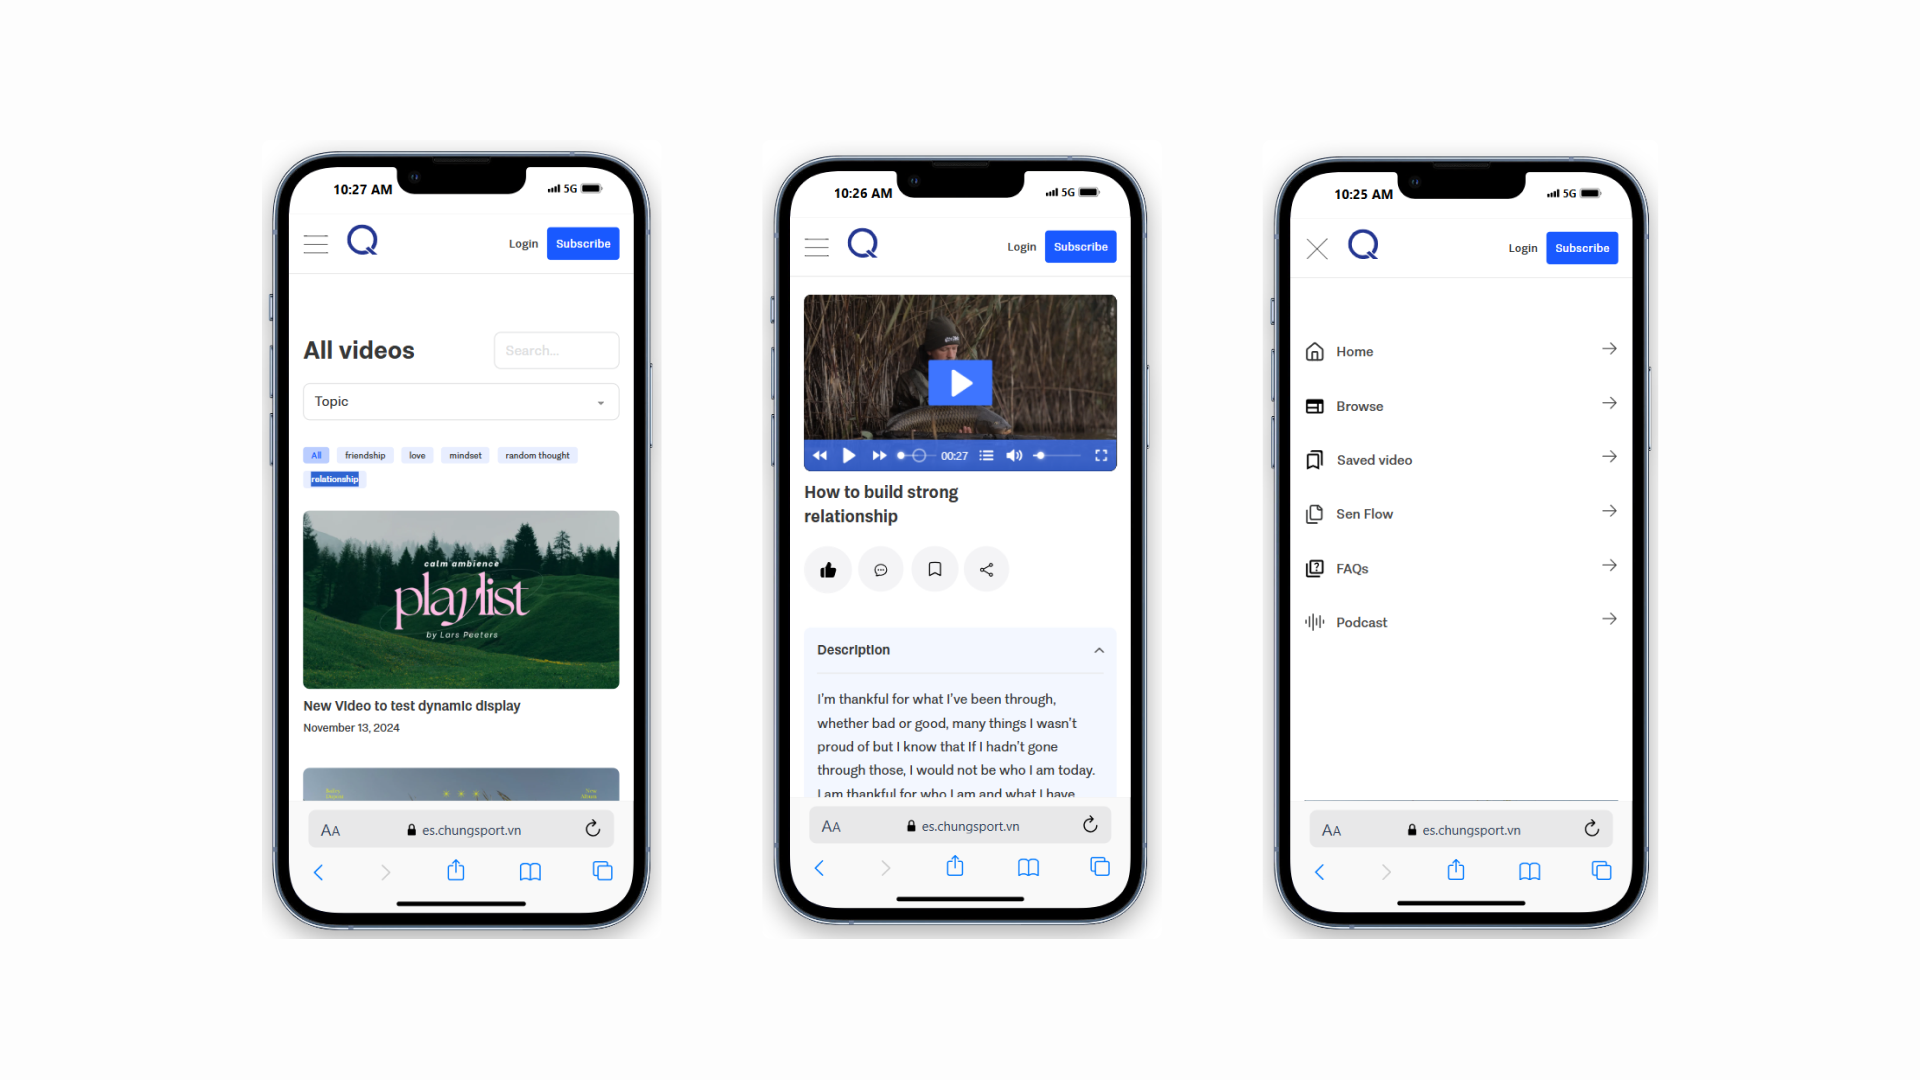 10:27 AM
5G
Q
Login
Subscribe
All videos
Search...
Topic
All
friendship
love
mindset
random thought
relationship
calm ambience
playlist
by Lars Peeters
New Video to test dynamic display
November 13, 2024
AA
es.chungsport.vn
10:26 AM
5G
Q
Login
Subscribe
00:27
How to build strong
relationship
Description
I'm thankful for what I've been through,
whether bad or good, many things I wasn't
proud of but I know that If I hadn't gone
through those, I would not be who I am today.
I am thankful for who I am and what I have
AA
es.chungsport.vn
10:25 AM
5G
Q
Login
Subscribe
Home
Browse
Saved video
Sen Flow
FAQs
Podcast
AA
es.chungsport.vn